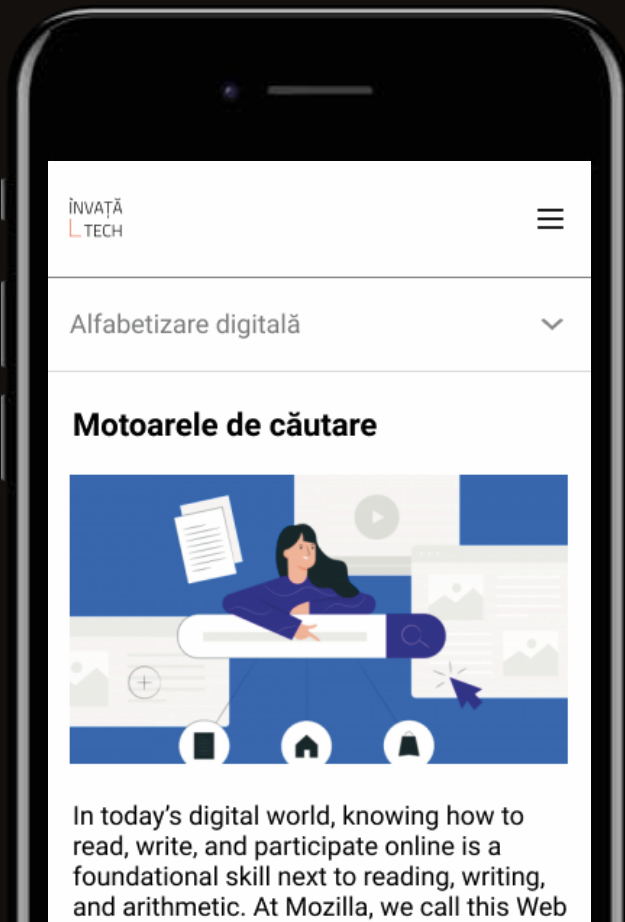 ÎNVAȚĂ
TECH
Alfabetizare digitală
Motoarele de căutare
In today’s digital world, knowing how to
read, write, and participate online is a
foundational skill next to reading, writing,
and arithmetic. At Mozilla, we call this Web